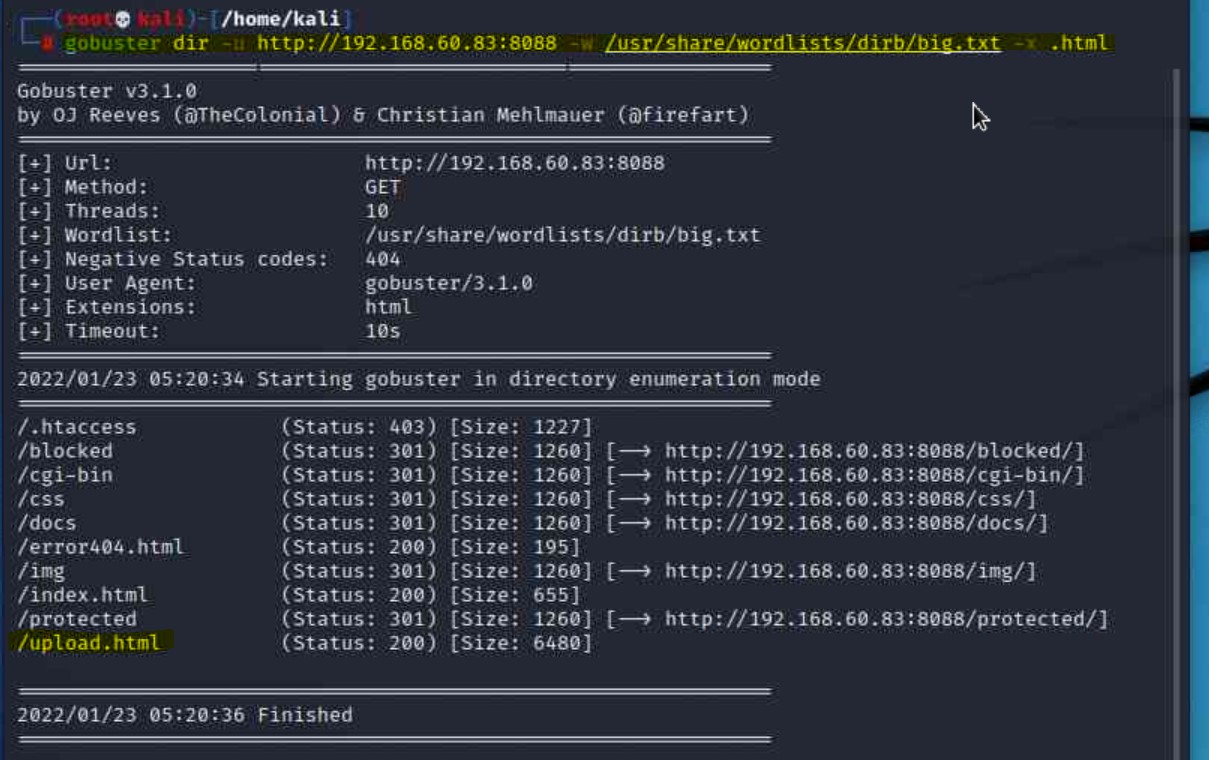 (root💀kali)-[/home/kali]
# gobuster dir -u http://192.168.60.83:8088 -w /usr/share/wordlists/dirb/big.txt -x .html
Gobuster v3.1.0
by OJ Reeves (@TheColonial) & Christian Mehlmauer (@firefart)
[+] Url: http://192.168.60.83:8088
[+] Method: GET
[+] Threads: 10
[+] Wordlist: /usr/share/wordlists/dirb/big.txt
[+] Negative Status codes: 404
[+] User Agent: gobuster/3.1.0
[+] Extensions: html
[+] Timeout: 10s
2022/01/23 05:20:34 Starting gobuster in directory enumeration mode
/.htaccess (Status: 403) [Size: 1227]
/blocked (Status: 301) [Size: 1260] [--> http://192.168.60.83:8088/blocked/]
/cgi-bin (Status: 301) [Size: 1260] [--> http://192.168.60.83:8088/cgi-bin/]
/css (Status: 301) [Size: 1260] [--> http://192.168.60.83:8088/css/]
/docs (Status: 301) [Size: 1260] [--> http://192.168.60.83:8088/docs/]
/error404.html (Status: 200) [Size: 195]
/img (Status: 301) [Size: 1260] [--> http://192.168.60.83:8088/img/]
/index.html (Status: 200) [Size: 655]
/protected (Status: 301) [Size: 1260] [--> http://192.168.60.83:8088/protected/]
/upload.html (Status: 200) [Size: 6480]
2022/01/23 05:20:36 Finished